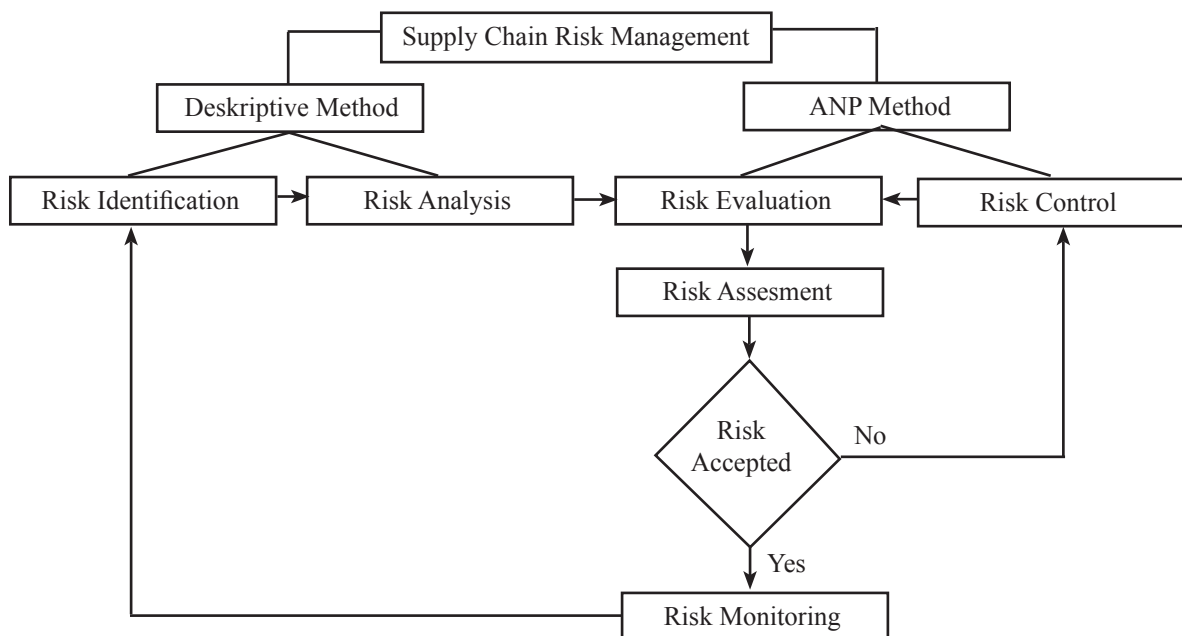 Supply Chain Risk Management
Deskriptive Method
ANP Method
Risk Identification
Risk Analysis
Risk Evaluation
Risk Control
Risk Assesment
Risk
Accepted
No
Yes
Risk Monitoring